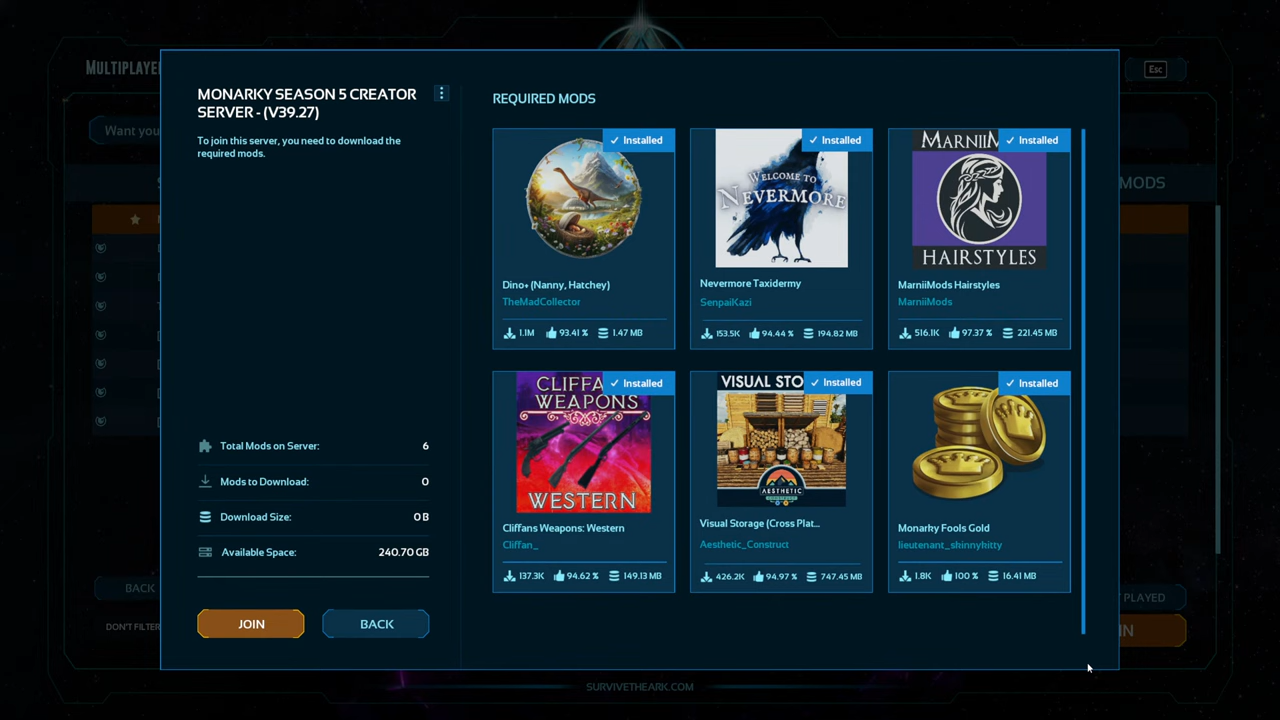 MULTIPLAYE
Esc
Want you
MODS
MONARKY SEASON 5 CREATOR
SERVER - (V39.27)
To join this server, you need to download the
required mods.
Total Mods on Server: 6
Mods to Download: 0
Download Size: 0 B
Available Space: 240.70 GB
JOIN
BACK
REQUIRED MODS
Installed
Dino+ (Nanny, Hatchey)
TheMadCollector
1.1M 93.41 % 1.47 MB
Installed
WELCOME TO
NEVERMORE
Nevermore Taxidermy
SenpaiKazi
153.5K 94.44 % 194.82 MB
Installed
MARNIIM
HAIRSTYLES
MarniiMods Hairstyles
MarniiMods
516.1K 97.37 % 221.45 MB
Installed
CLIFFA
WEAPONS
WESTERN
Cliffans Weapons: Western
Cliffan_
137.3K 94.62 % 149.13 MB
Installed
VISUAL STO
AESTHETIC
Visual Storage (Cross Plat...
Aesthetic_Construct
426.2K 94.97 % 747.45 MB
Installed
Monarky Fools Gold
lieutenant_shinnyhitty
1.8K 100 % 16.41 MB
BACK
DON'T FILTER
PLAYED
IN
SURVIVETHEARK.COM